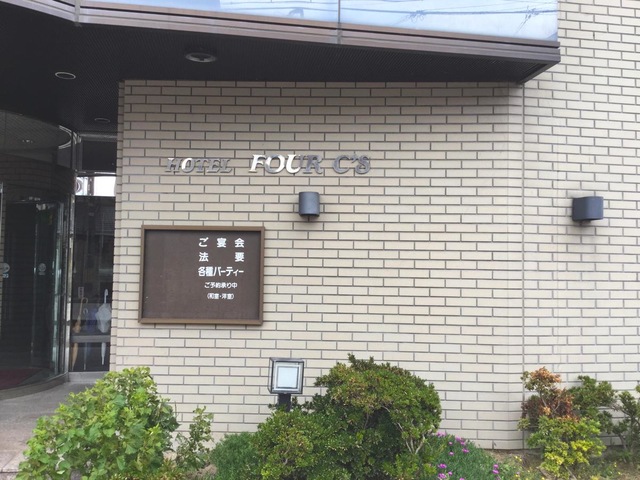 HOTEL FOUR C'S
ご宴会
法要
各種パーティー
ご予約承り中
(和室・洋室)